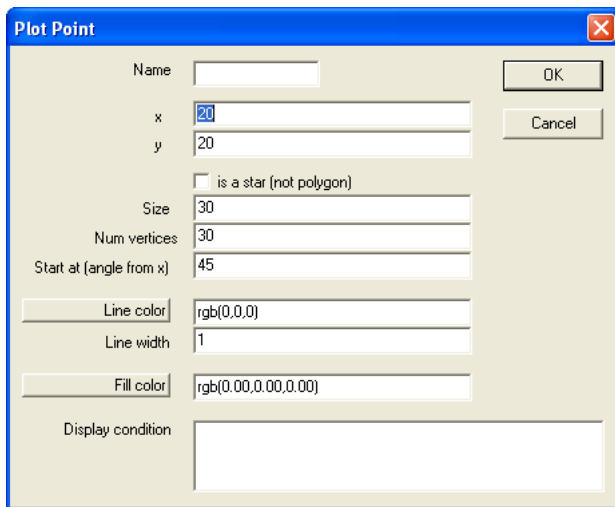 Plot Point
Name
OK
x 20
Cancel
y 20
is a star (not polygon)
Size 30
Num vertices 30
Start at (angle from x) 45
Line color rgb(0,0,0)
Line width 1
Fill color rgb(0.00,0.00,0.00)
Display condition